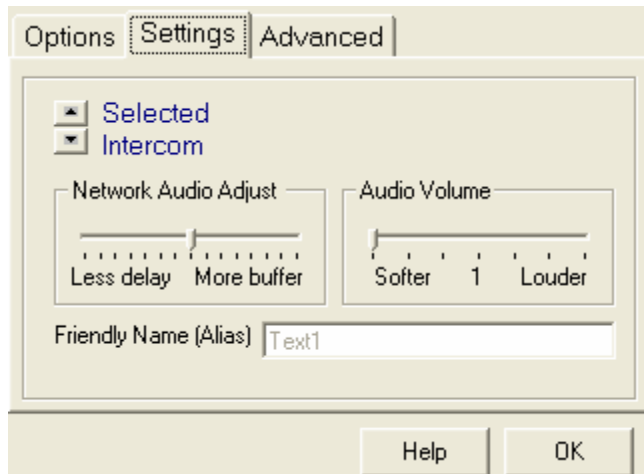 Options Settings Advanced
Selected
Intercom
Network Audio Adjust Audio Volume
Less delay More buffer Softer 1 Louder
Friendly Name (Alias) Text1
Help OK